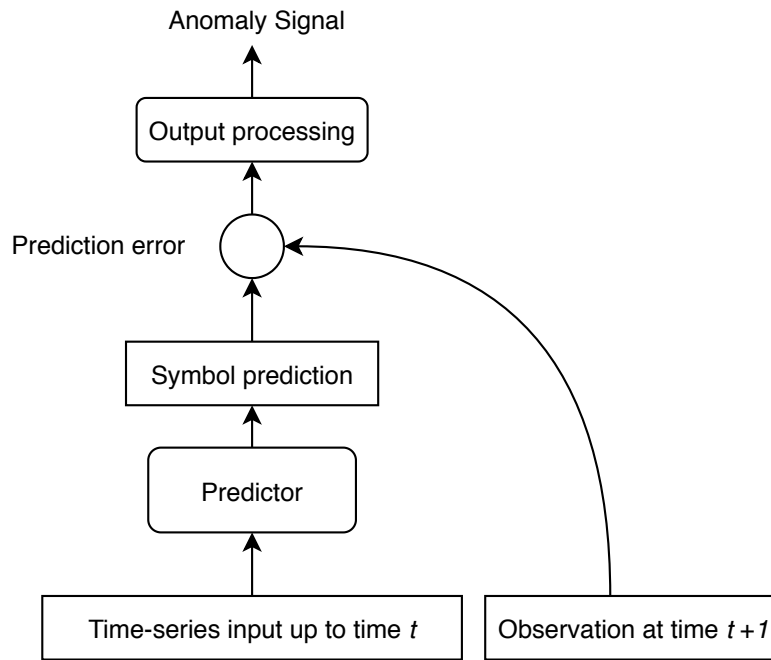 Anomaly Signal
Output processing
Prediction error
Symbol prediction
Predictor
Time-series input up to time t
Observation at time t+1